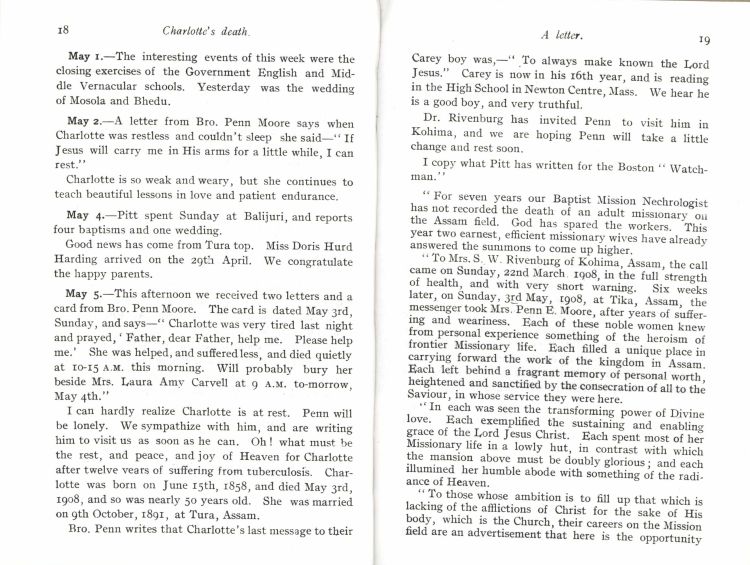 18
Charlotte's death.
May 1.—The interesting events of this week were the
closing exercises of the Government English and Mid-
dle Vernacular schools. Yesterday was the wedding
of Mosola and Bhedu.
May 2.—A letter from Bro. Penn Moore says when
Charlotte was restless and couldn't sleep she said—“ If
Jesus will carry me in His arms for a little while, I can
rest.”
Charlotte is so weak and weary, but she continues to
teach beautiful lessons in love and patient endurance.
May 4.—Pitt spent Sunday at Balijuri, and reports
four baptisms and one wedding.
Good news has come from Tura top. Miss Doris Hurd
Harding arrived on the 29th April. We congratulate
the happy parents.
May 5.—This afternoon we received two letters and a
card from Bro. Penn Moore. The card is dated May 3rd,
Sunday, and says—“ Charlotte was very tired last night
and prayed, ‘ Father, dear Father, help me. Please help
me.’ She was helped, and suffered less, and died quietly
at 10-15 A.M. this morning. Will probably bury her
beside Mrs. Laura Amy Carvell at 9 A.M. to-morrow,
May 4th.”
I can hardly realize Charlotte is at rest. Penn will
be lonely. We sympathize with him, and are writing
him to visit us as soon as he can. Oh ! what must be
the rest, and peace, and joy of Heaven for Charlotte
after twelve years of suffering from tuberculosis. Char-
lotte was born on June 15th, 1858, and died May 3rd,
1908, and so was nearly 50 years old. She was married
on 9th October, 1891, at Tura, Assam.
Bro. Penn writes that Charlotte's last message to their
A letter.
19
Carey boy was,—“ To always make known the Lord
Jesus.” Carey is now in his 16th year, and is reading
in the High School in Newton Centre, Mass. We hear he
is a good boy, and very truthful.
Dr. Rivenburg has invited Penn to visit him in
Kohima, and we are hoping Penn will take a little
change and rest soon.
I copy what Pitt has written for the Boston “ Watch-
man.”
“ For seven years our Baptist Mission Nechrologist
has not recorded the death of an adult missionary on
the Assam field. God has spared the workers. This
year two earnest, efficient missionary wives have already
answered the summons to come up higher.
“ To Mrs. S. W. Rivenburg of Kohima, Assam, the call
came on Sunday, 22nd March 1908, in the full strength
of health, and with very short warning. Six weeks
later, on Sunday, 3rd May, 1908, at Tika, Assam, the
messenger took Mrs. Penn E. Moore, after years of suffer-
ing and weariness. Each of these noble women knew
from personal experience something of the heroism of
frontier Missionary life. Each filled a unique place in
carrying forward the work of the kingdom in Assam.
Each left behind a fragrant memory of personal worth,
heightened and sanctified by the consecration of all to the
Saviour, in whose service they were here.
“ In each was seen the transforming power of Divine
love. Each exemplified the sustaining and enabling
grace of the Lord Jesus Christ. Each spent most of her
Missionary life in a lowly hut, in contrast with which
the mansion above must be doubly glorious ; and each
illumined her humble abode with something of the radi-
ance of Heaven.
“ To those whose ambition is to fill up that which is
lacking of the afflictions of Christ for the sake of His
body, which is the Church, their careers on the Mission
field are an advertisement that here is the opportunity